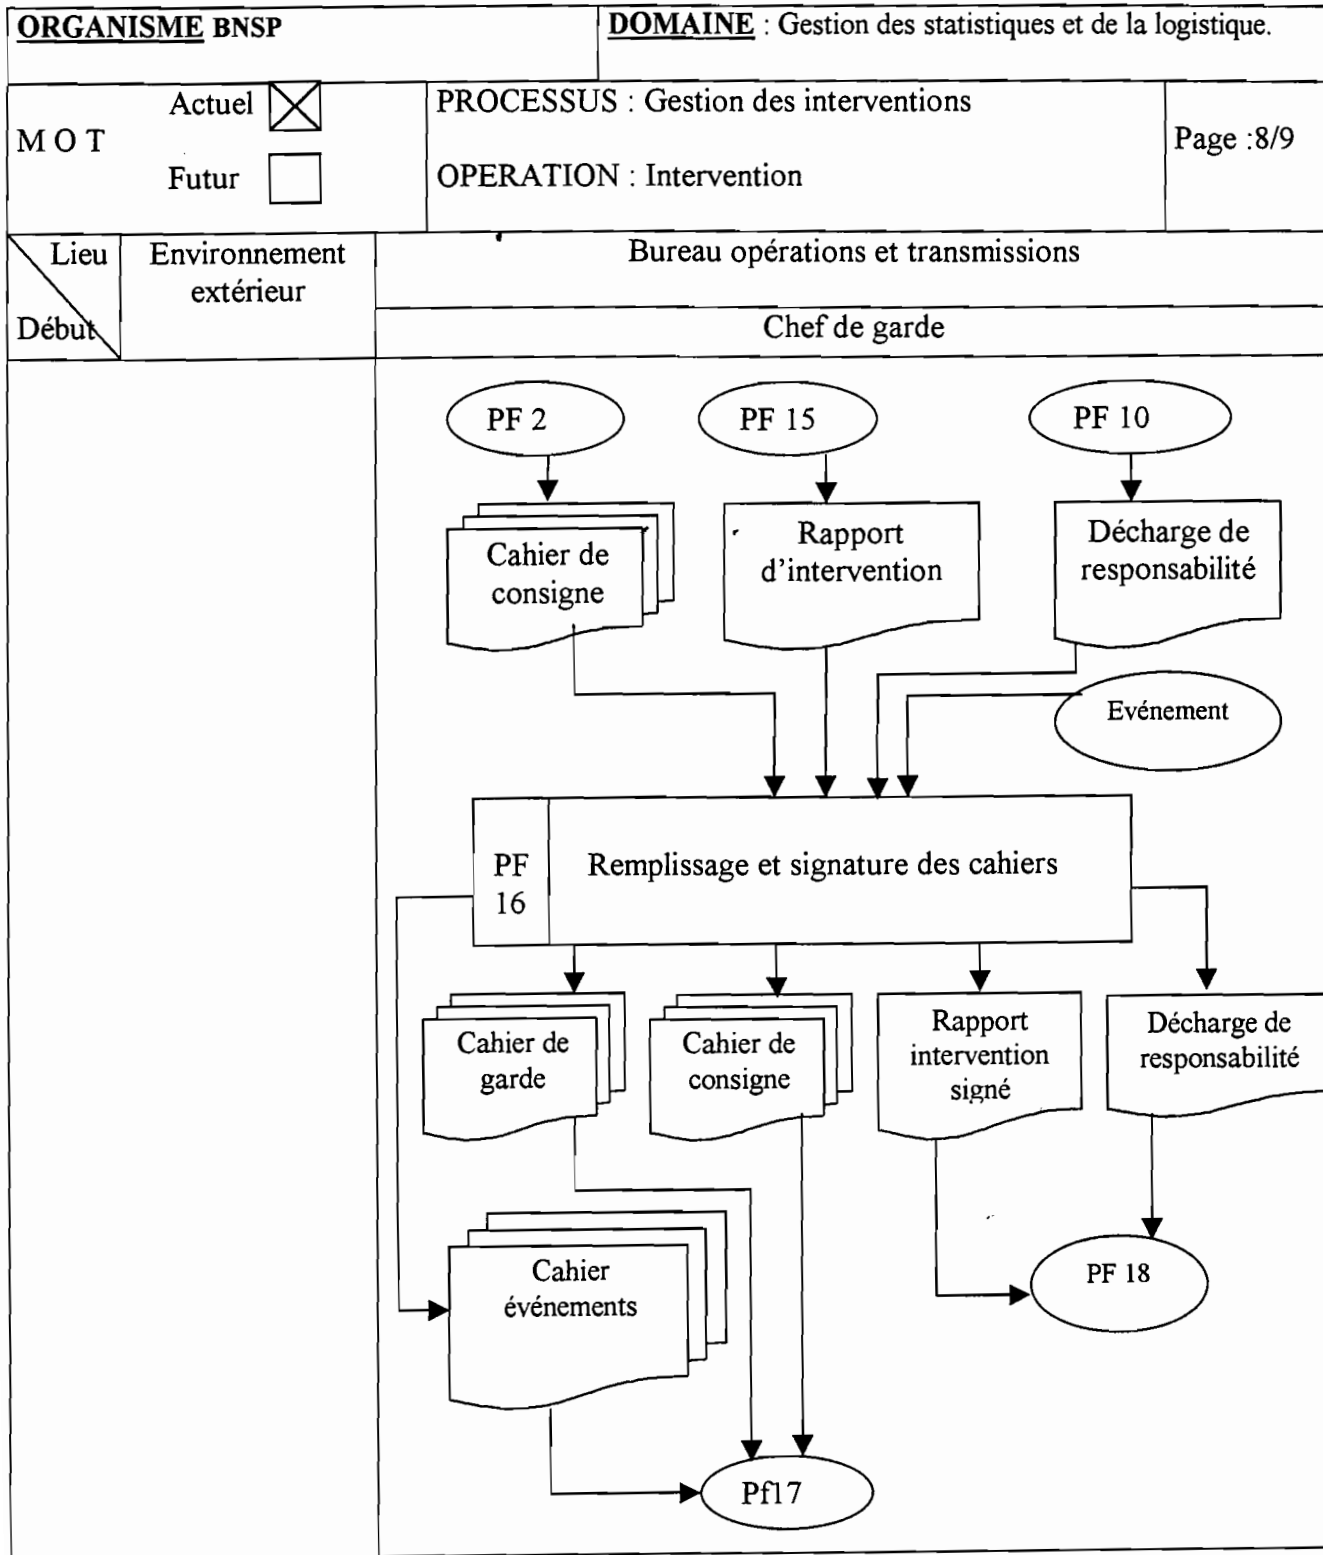 ORGANISME BNSP
DOMAINE : Gestion des statistiques et de la logistique.
M O T
Actuel
Futur
PROCESSUS : Gestion des interventions
OPERATION : Intervention
Page :8/9
Lieu
Début
Environnement
extérieur
Bureau opérations et transmissions
Chef de garde
PF 2
PF 15
PF 10
Cahier de
consigne
Rapport
d’intervention
Décharge de
responsabilité
Evénement
PF
16
Remplissage et signature des cahiers
Cahier de
garde
Cahier de
consigne
Rapport
intervention
signé
Décharge de
responsabilité
Cahier
événements
PF 18
Pf17